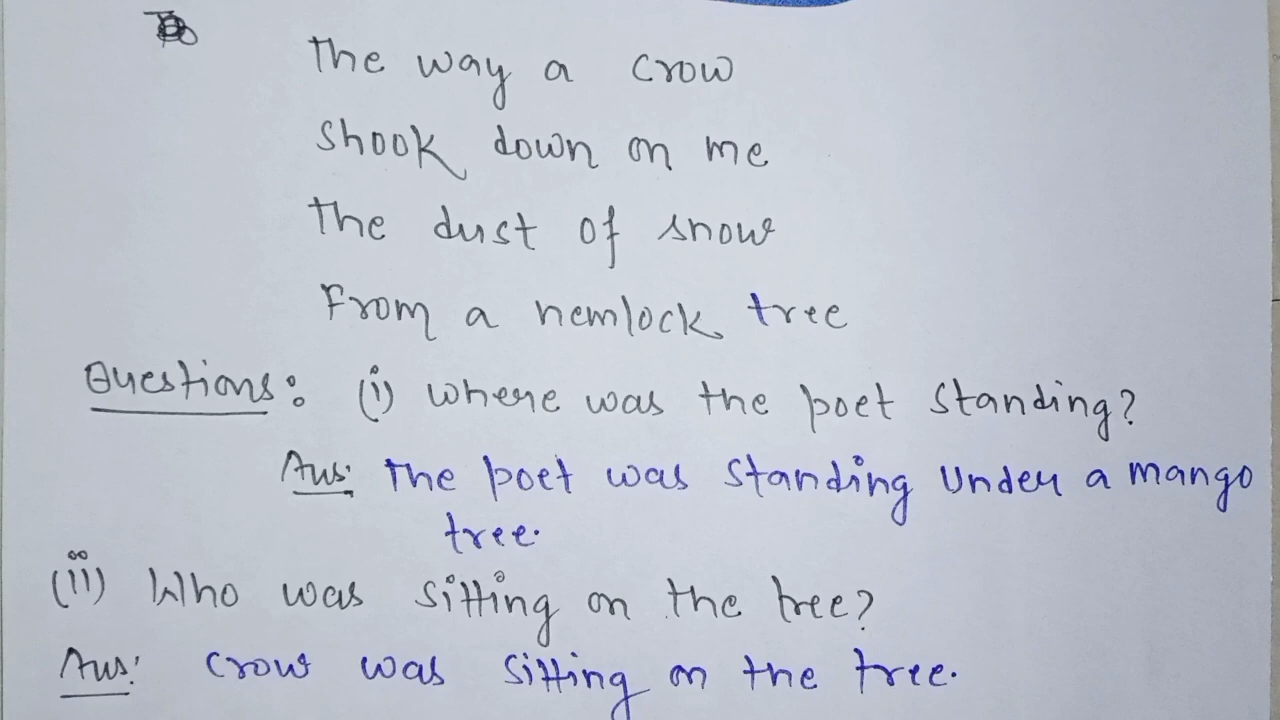 The way a crow
Shook down on me
The dust of snow
From a hemlock tree
Questions: (i) Where was the poet standing?
Ans: The poet was standing under a mango
tree.
(ii) Who was sitting on the tree?
Ans: Crow was sitting on the tree.